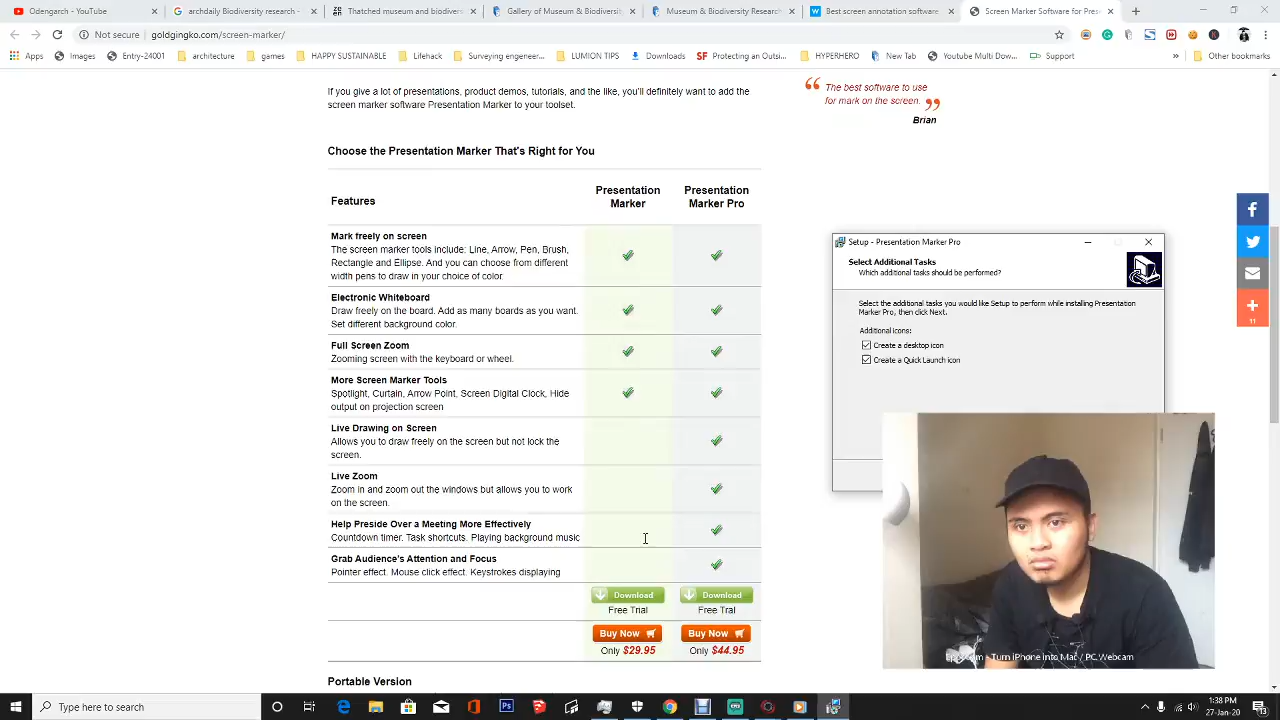 Odengarch - YouTube
archdaily Biodiversity research -
Thatched museum and biodivers
Gallery of Museum & Biodiversity
Museum & Biodiversity Research
Best screen annotation software
Screen Marker Software for Prese
Not secure | goldgingko.com/screen-marker/
Apps
Images
Entry-24001
architecture
games
HAPPY SUSTAINABLE
Lifehack
Surveying engineer...
LUMION TIPS
Downloads
SF Protecting an Outsi...
HYPERHERO
New Tab
Youtube Multi Dow...
Support
»
Other bookmarks
If you give a lot of presentations, product demos, tutorials, and the like, you'll definitely want to add the
screen marker software Presentation Marker to your toolset.
“ The best software to use
for mark on the screen. ”
Brian
Choose the Presentation Marker That's Right for You
Features
Presentation
Marker
Presentation
Marker Pro
Mark freely on screen
The screen marker tools include: Line, Arrow, Pen, Brush,
Rectangle and Ellipse. And you can choose from different
width pens to draw in your choice of color.
Electronic Whiteboard
Draw freely on the board. Add as many boards as you want.
Set different background color.
Full Screen Zoom
Zooming screen with the keyboard or wheel.
More Screen Marker Tools
Spotlight, Curtain, Arrow Point, Screen Digital Clock, Hide
output on projection screen
Live Drawing on Screen
Allows you to draw freely on the screen but not lock the
screen.
Live Zoom
Zoom in and zoom out the windows but allows you to work
on the screen.
Help Preside Over a Meeting More Effectively
Countdown timer. Task shortcuts. Playing background music
Grab Audience's Attention and Focus
Pointer effect. Mouse click effect. Keystrokes displaying
Download
Free Trial
Download
Free Tral
Buy Now
Only $29.95
Buy Now
Only $44.95
Portable Version
Setup - Presentation Marker Pro
Select Additional Tasks
Which additional tasks should be performed?
Select the additional tasks you would like Setup to perform while installing Presentation
Marker Pro, then click Next.
Additional icons:
Create a desktop icon
Create a Quick Launch icon
11
- Turn iPhone into Mac / PC Webcam
Type here to search
1:38 PM
27-Jan-20